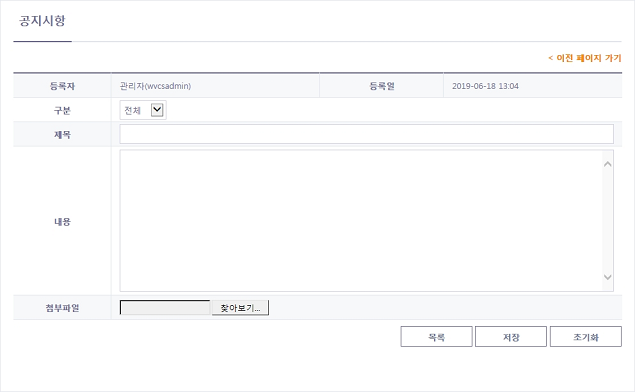 공지시항
< 이전 페이지 가기
등록자 관리자(wvcsadmin) 등록일 2019-06-18 13:04
구분 전체
제목
내용
첨부파일 찾아보기...
목록 저장 초기화